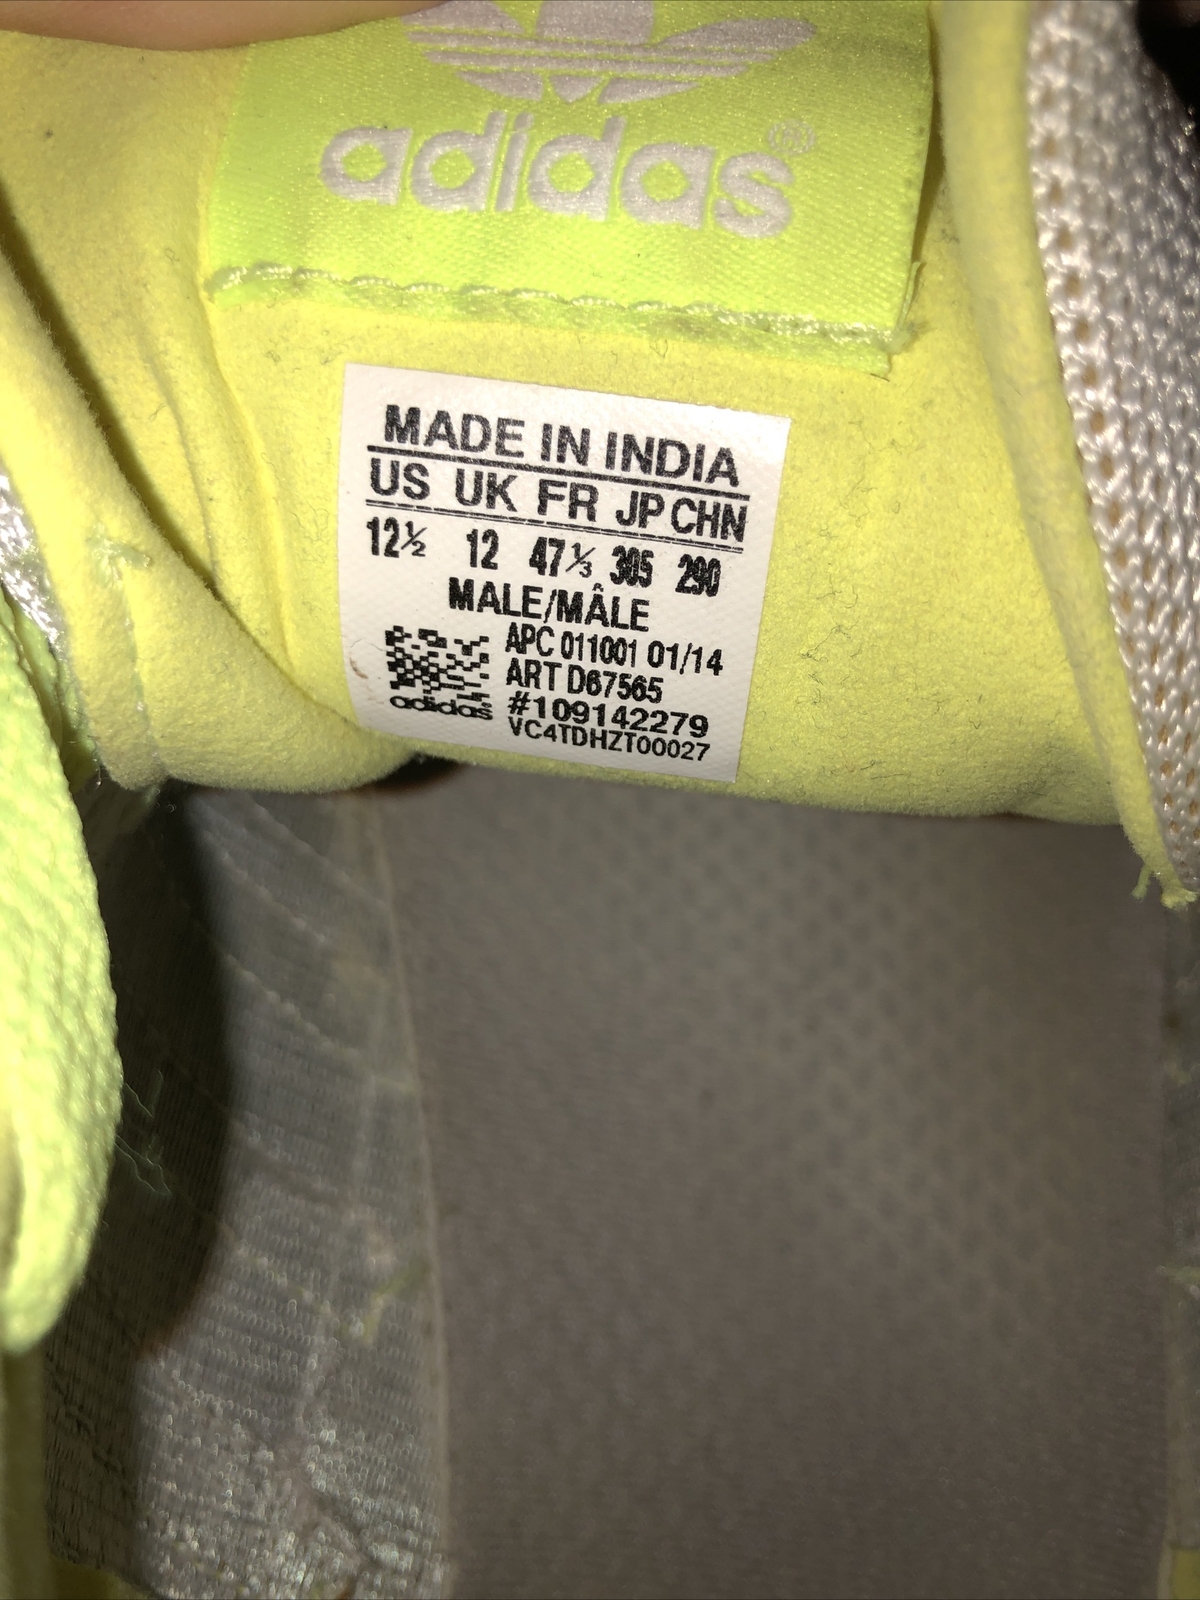 adidas®
MADE IN INDIA
US UK FR JP CHN
12½ 12 47⅓ 305 290
MALE/MÂLE
APC 011001 01/14
ART D67565
#109142279
VC4TDHZT00027
adidas